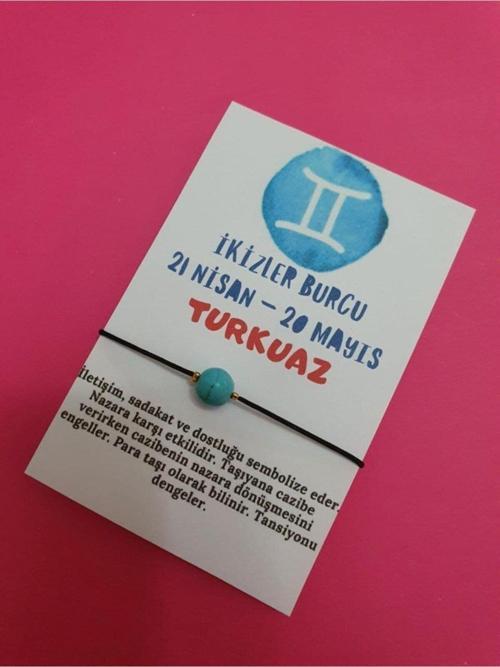 İKİZLER BURCU
21 NİSAN – 20 MAYIS
TURKUAZ
İletişim, sadakat ve dostluğu sembolize eder.
Nazara karşı etkilidir. Taşıyana cazibe
verirken cazibenin nazara dönüşmesini
engeller. Para taşı olarak bilinir. Tansiyonu
dengeler.